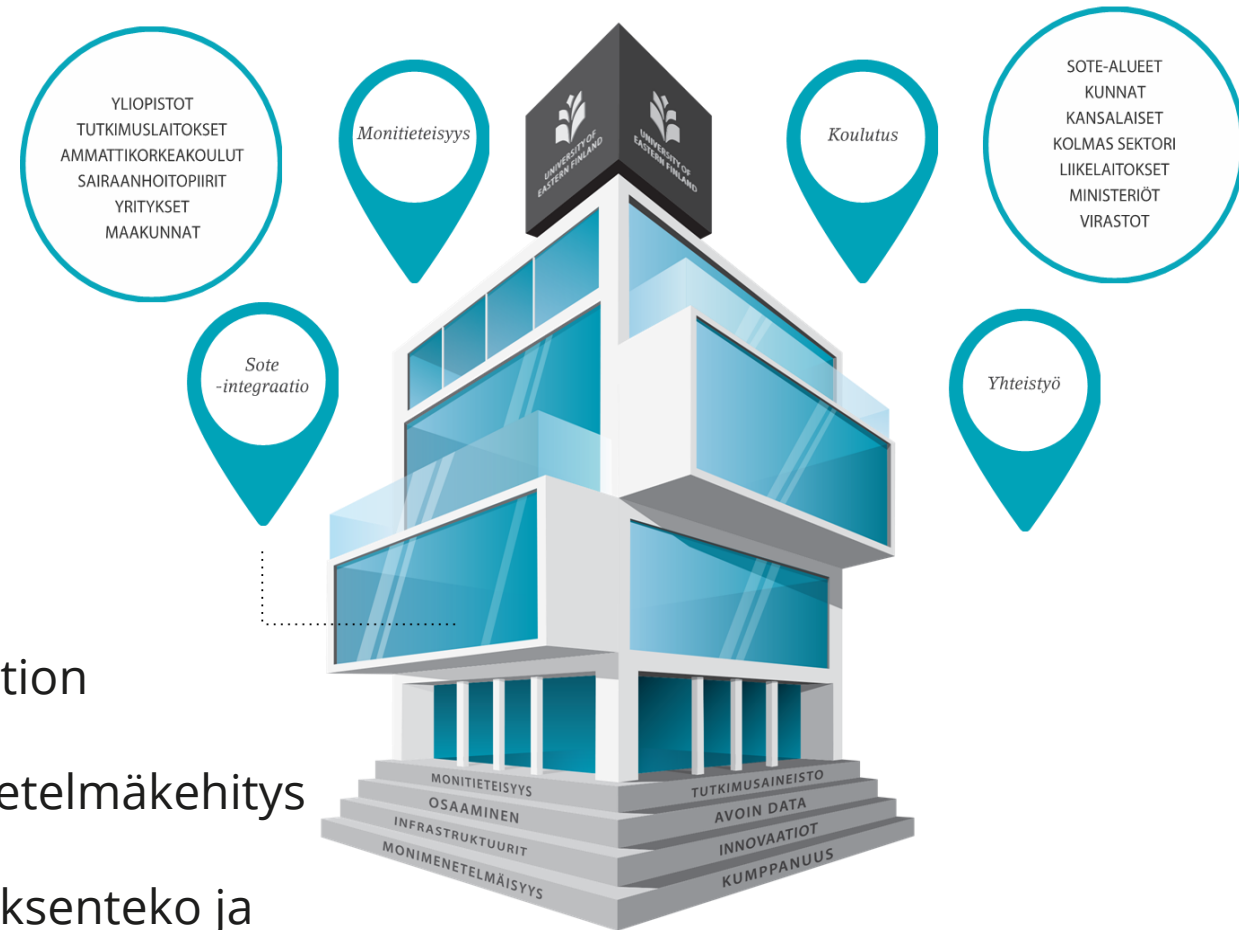 YLIOPISTOT
TUTKIMUSLAITOKSET
AMMATTIKORKEAKOULUT
SAIRAANHOITOPIIRIT
YRITYKSET
MAAKUNNAT
Monitieteisyys
UNIVERSITY OF
EASTERN FINLAND
UNIVERSITY OF
EASTERN FINLAND
Koulutus
SOTE-ALUEET
KUNNAT
KANSALAISET
KOLMAS SEKTORI
LIIKELAITOKSET
MINISTERIÖT
VIRASTOT
Sote
-integraatio
Yhteistyö
tion
etelmäkehitys
ksenteko ja
MONITIETEISYYS
OSAAMINEN
INFRASTRUKTUURIT
MONIMENETELMÄISYYS
TUTKIMUSAINEISTO
AVOIN DATA
INNOVAATIOT
KUMPPANUUS